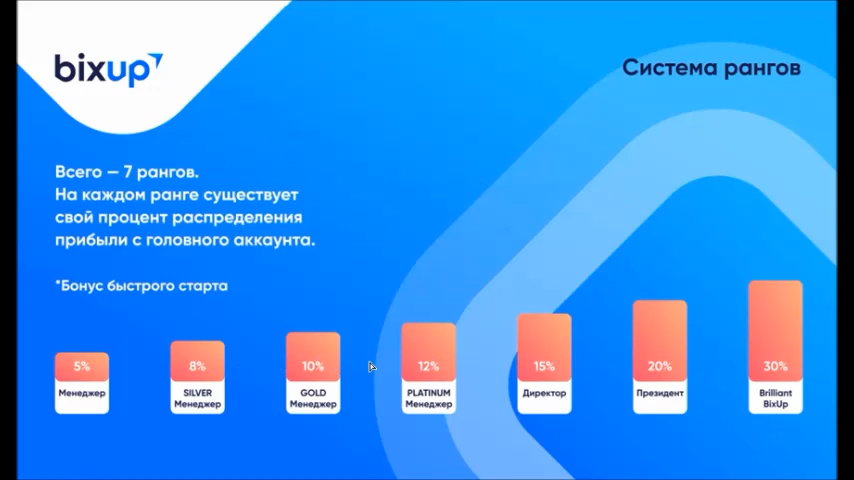 bixup
Система рангов
Всего — 7 рангов.
На каждом ранге существует
свой процент распределения
прибыли с головного аккаунта.
*Бонус быстрого старта
5%
Менеджер
8%
SILVER
Менеджер
10%
GOLD
Менеджер
12%
PLATINUM
Менеджер
15%
Директор
20%
Президент
30%
Brilliant
BixUp